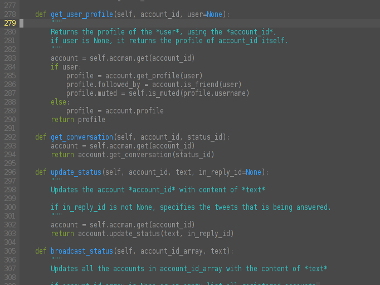 277
278 def get_user_profile(self, account_id, user=None):
279 """
280 Returns the profile of the *user*, using the *account_id*,
281 if user is None, it returns the profile of account_id itself.
282 """
283 account = self.accman.get(account_id)
284 if user
285 profile = account.get_profile(user)
286 profile.followed_by = account.is_friend(user)
287 profile.muted = self.is_muted(profile.username)
288 else:
289 profile = account.profile
290 return profile
291
292 def get_conversation(self, account_id, status_id):
293 account = self.accman.get(account_id)
294 return account.get_conversation(status_id)
295
296 def update_status(self, account_id, text, in_reply_id=None):
297 """
298 Updates the account *account_id* with content of *text*
299
300 if in_reply_id is not None, specifies the tweets that is being answered.
301 """
302 account = self.accman.get(account_id)
303 return account.update_status(text, in_reply_id)
304
305 def broadcast_status(self, account_id_array, text):
306 """
307 Updates all the accounts in account_id_array with the content of *text*
308